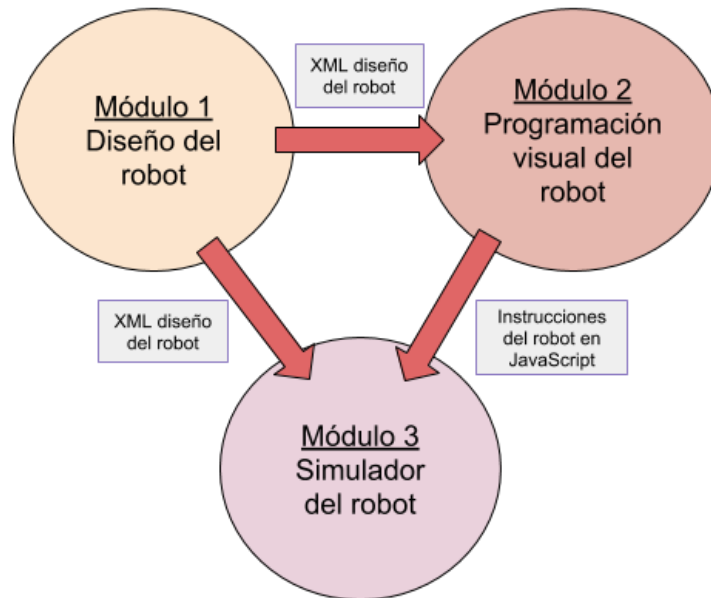 Módulo 1
Diseño del
robot
XML diseño
del robot
Módulo 2
Programación
visual del
robot
XML diseño
del robot
Instrucciones
del robot en
JavaScript
Módulo 3
Simulador
del robot